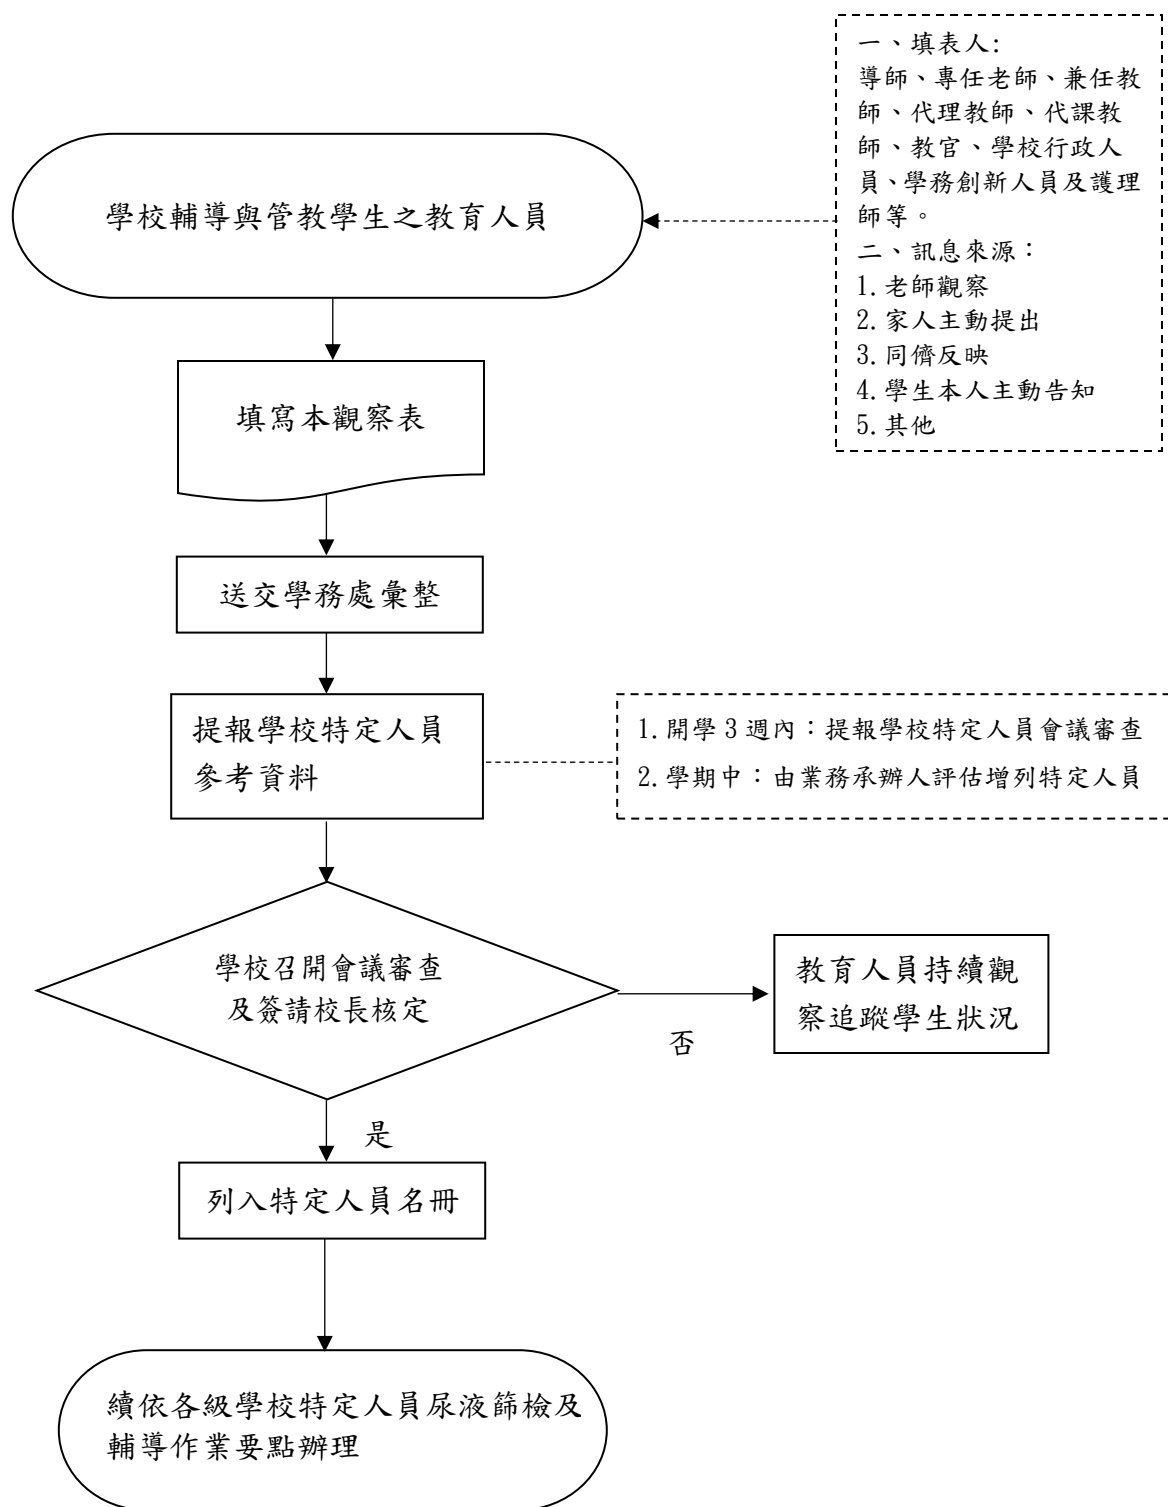 一、填表人:
導師、專任老師、兼任教
師、代理教師、代課教
師、教官、學校行政人
員、學務創新人員及護理
師等。
二、訊息來源：
1.老師觀察
2.家人主動提出
3.同儕反映
4.學生本人主動告知
5.其他
學校輔導與管教學生之教育人員
填寫本觀察表
送交學務處彙整
提報學校特定人員
參考資料
1.開學3週內：提報學校特定人員會議審查
2.學期中：由業務承辦人評估增列特定人員
學校召開會議審查
及簽請校長核定
否
教育人員持續觀
察追蹤學生狀況
是
列入特定人員名冊
續依各級學校特定人員尿液篩檢及
輔導作業要點辦理